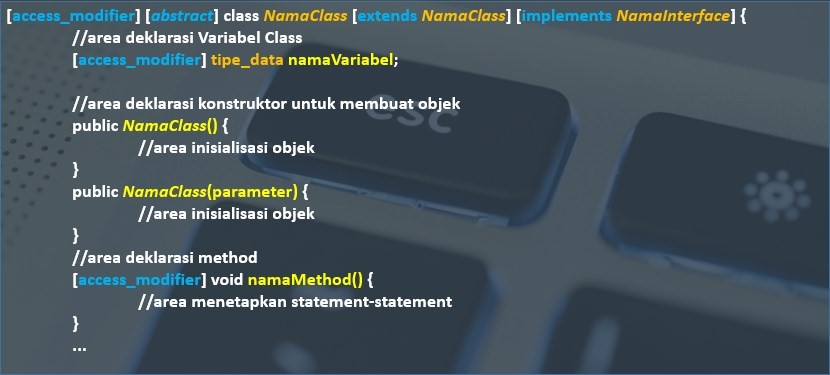 [access_modifier] [abstract] class NamaClass [extends NamaClass] [implements NamaInterface] {
//area deklarasi Variabel Class
[access_modifier] tipe_data namaVariabel;
//area deklarasi konstruktor untuk membuat objek
public NamaClass() {
//area inisialisasi objek
}
public NamaClass(parameter) {
//area inisialisasi objek
}
//area deklarasi method
[access_modifier] void namaMethod() {
//area menetapkan statement-statement
}
...
esc